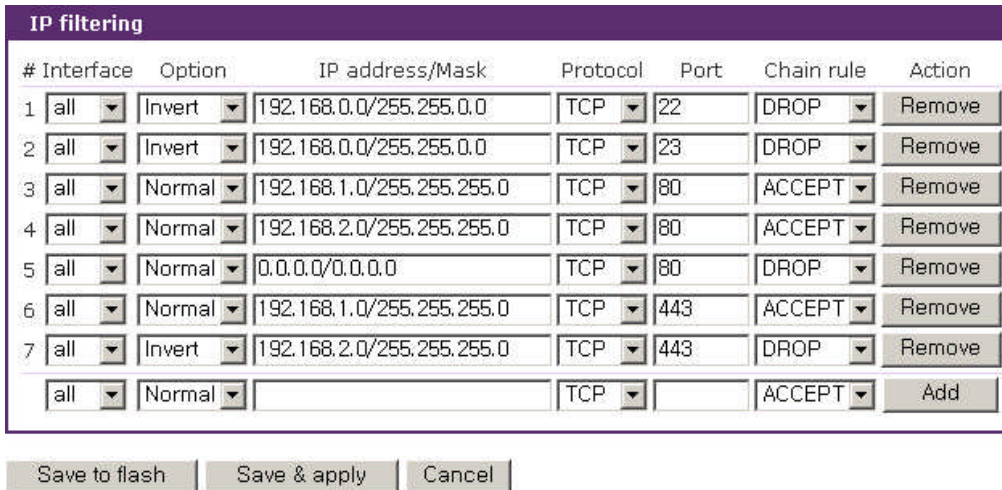 IP filtering
# Interface Option IP address/Mask Protocol Port Chain rule Action
1 all Invert 192.168.0.0/255.255.0.0 TCP 22 DROP Remove
2 all Invert 192.168.0.0/255.255.0.0 TCP 23 DROP Remove
3 all Normal 192.168.1.0/255.255.255.0 TCP 80 ACCEPT Remove
4 all Normal 192.168.2.0/255.255.255.0 TCP 80 ACCEPT Remove
5 all Normal 0.0.0.0/0.0.0.0 TCP 80 DROP Remove
6 all Normal 192.168.1.0/255.255.255.0 TCP 443 ACCEPT Remove
7 all Invert 192.168.2.0/255.255.255.0 TCP 443 DROP Remove
all Normal TCP ACCEPT Add
Save to flash Save & apply Cancel